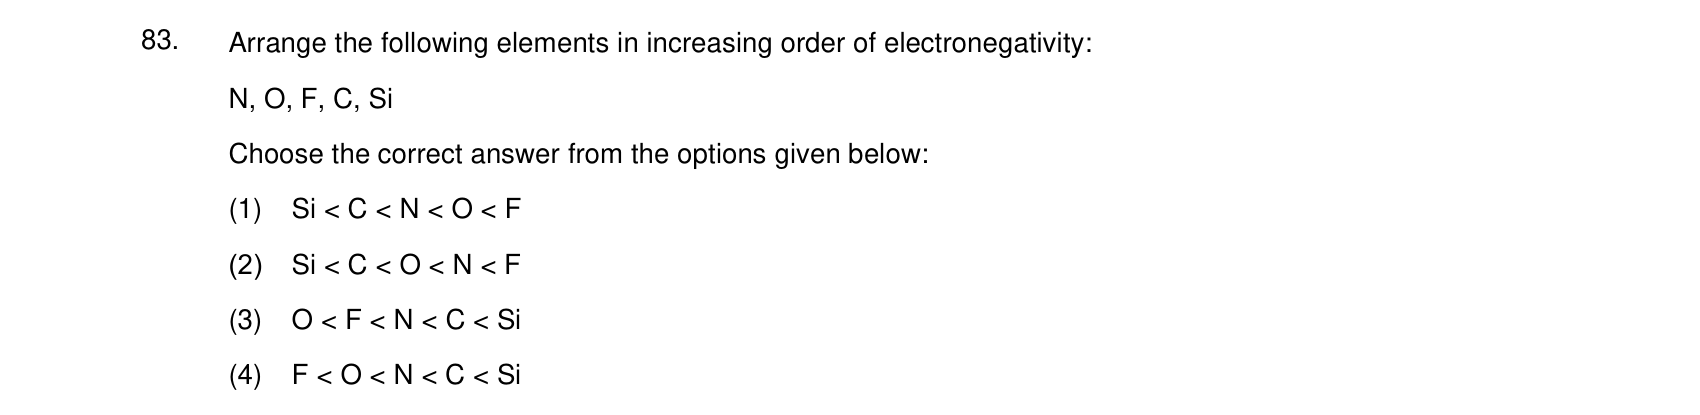 83. Arrange the following elements in increasing order of electronegativity:
N, O, F, C, Si
Choose the correct answer from the options given below:
(1) Si < C < N < O < F
(2) Si < C < O < N < F
(3) O < F < N < C < Si
(4) F < O < N < C < Si